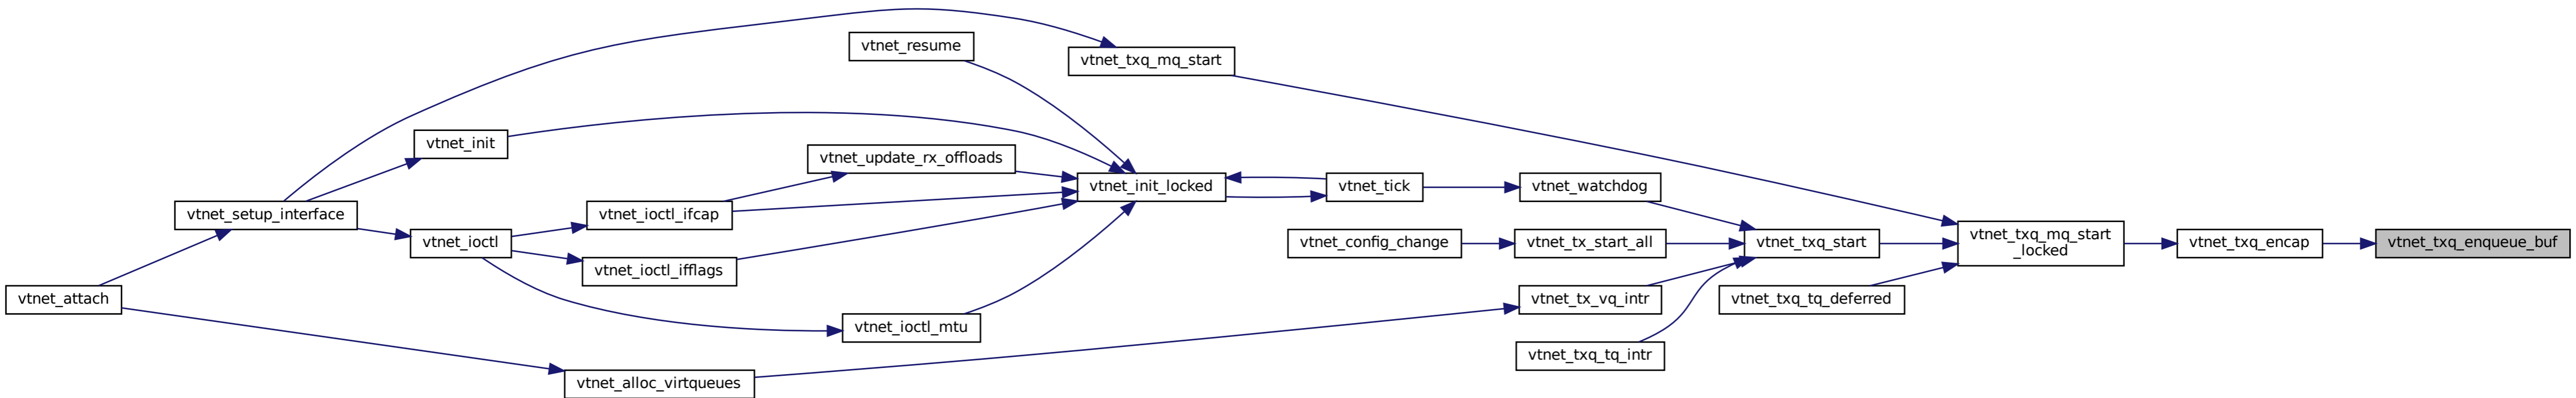 vtnet_resume
vtnet_txq_mq_start
vtnet_init
vtnet_update_rx_offloads
vtnet_init_locked
vtnet_tick
vtnet_watchdog
vtnet_setup_interface
vtnet_ioctl_ifcap
vtnet_ioctl
vtnet_config_change
vtnet_tx_start_all
vtnet_txq_start
vtnet_txq_mq_start
_locked
vtnet_txq_encap
vtnet_txq_enqueue_buf
vtnet_ioctl_ifflags
vtnet_attach
vtnet_tx_vq_intr
vtnet_txq_tq_deferred
vtnet_ioctl_mtu
vtnet_txq_tq_intr
vtnet_alloc_virtqueues